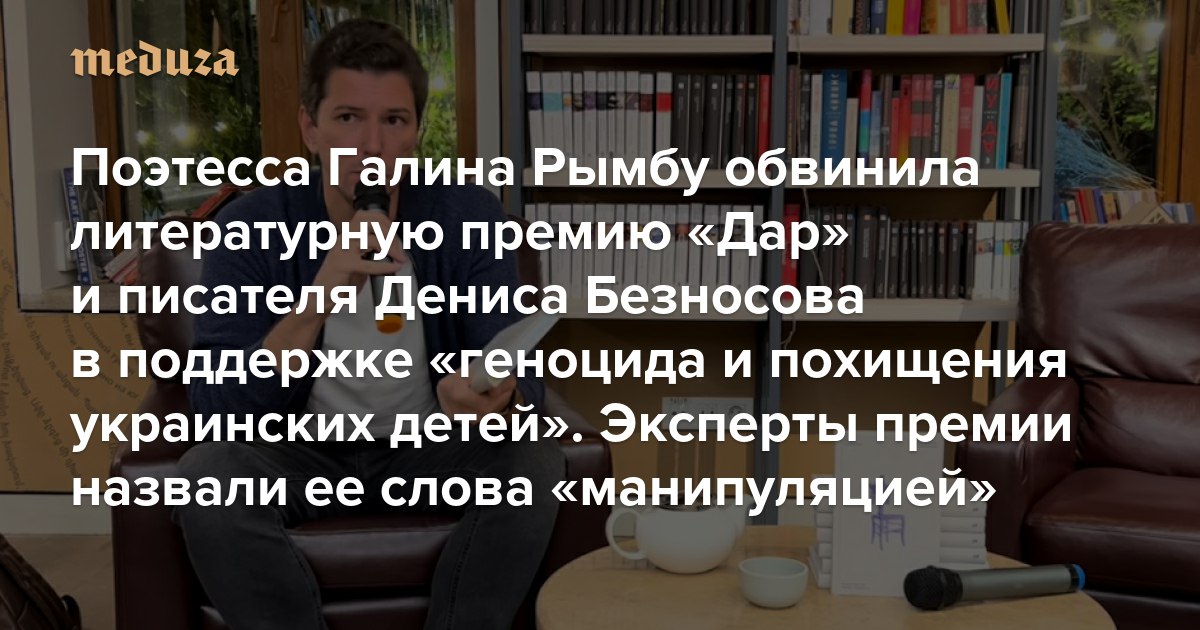 meduza
Поэтесса Галина Рымбу обвинила
литературную премию «Дар»
и писателя Дениса Безносова
в поддержке «геноцида и похищения
украинских детей». Эксперты премии
назвали ее слова «манипуляцией»